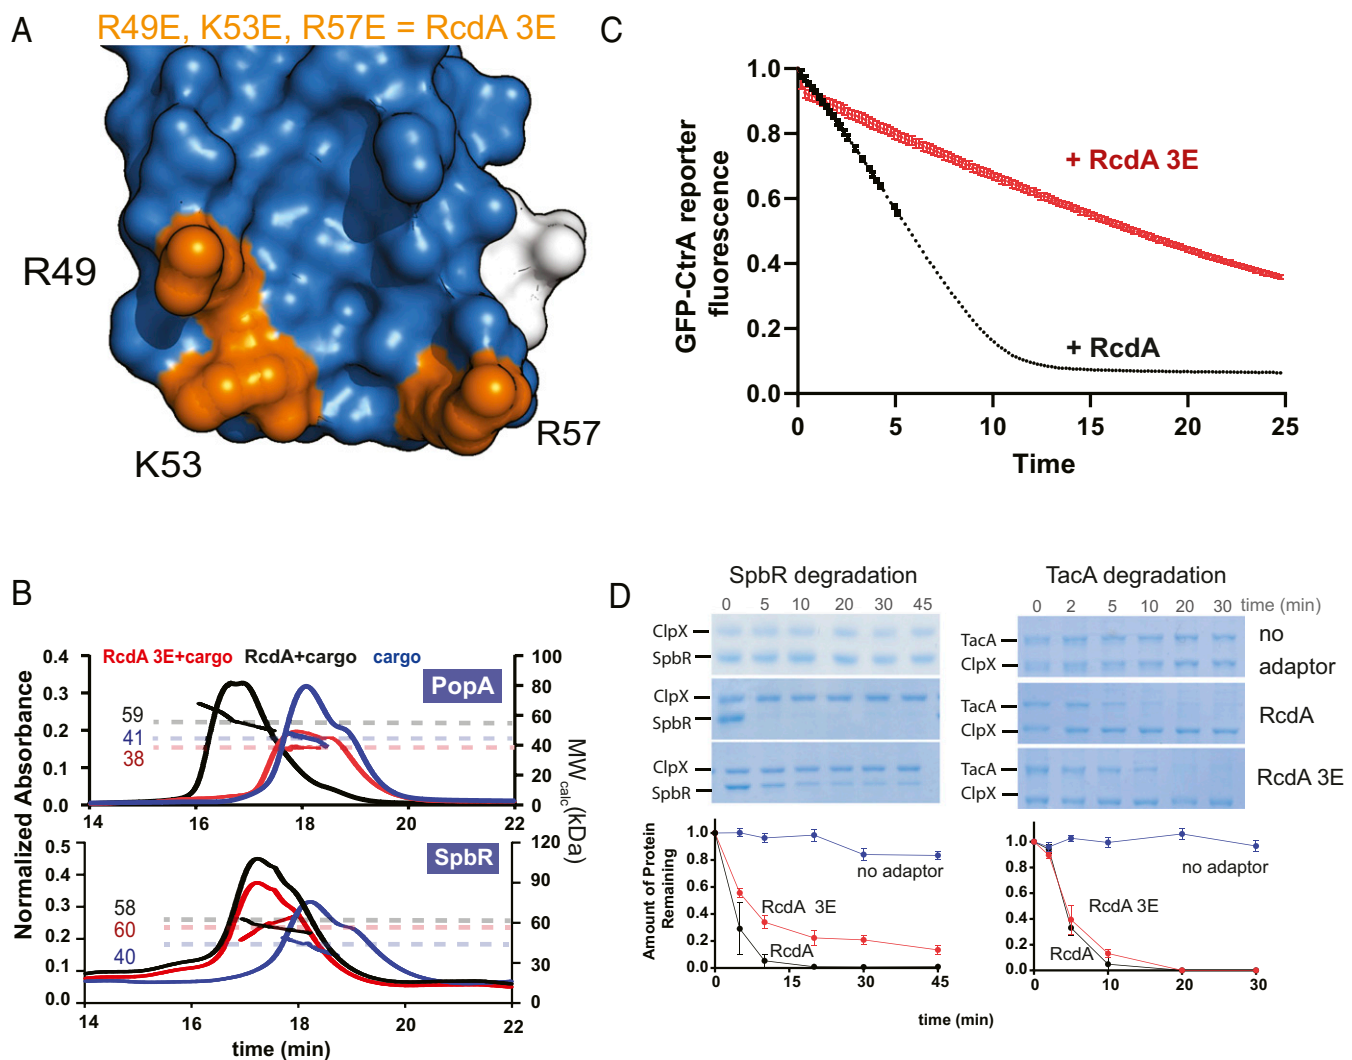 A
R49E, K53E, R57E = RcdA 3E
R49
K53
R57
C
GFP-CtrA reporter
fluorescence
1.0
0.8
0.6
0.4
0.2
0.0
+ RcdA 3E
+ RcdA
0 5 10 15 20 25
Time
B
RcdA 3E+cargo RcdA+cargo cargo
PopA
Normalized Absorbance
0.4
0.3
0.2
0.1
0.0
59
41
38
100
80
60
40
20
0
MWcalc (kDa)
14 16 18 20 22
SpbR
0.5
0.4
0.3
0.2
0.1
0.0
58
60
40
120
90
60
30
0
14 16 18 20 22
time (min)
D
SpbR degradation
0 5 10 20 30 45
ClpX
SpbR
ClpX
SpbR
ClpX
SpbR
TacA degradation
0 2 5 10 20 30 time (min)
TacA
ClpX
no
adaptor
TacA
ClpX
RcdA
TacA
ClpX
RcdA 3E
Amount of Protein
Remaining
1.0
0.8
0.6
0.4
0.2
0.0
no adaptor
RcdA 3E
RcdA
0 15 30 45
1.0
0.8
0.6
0.4
0.2
0.0
no adaptor
RcdA 3E
RcdA
0 10 20 30
time (min)